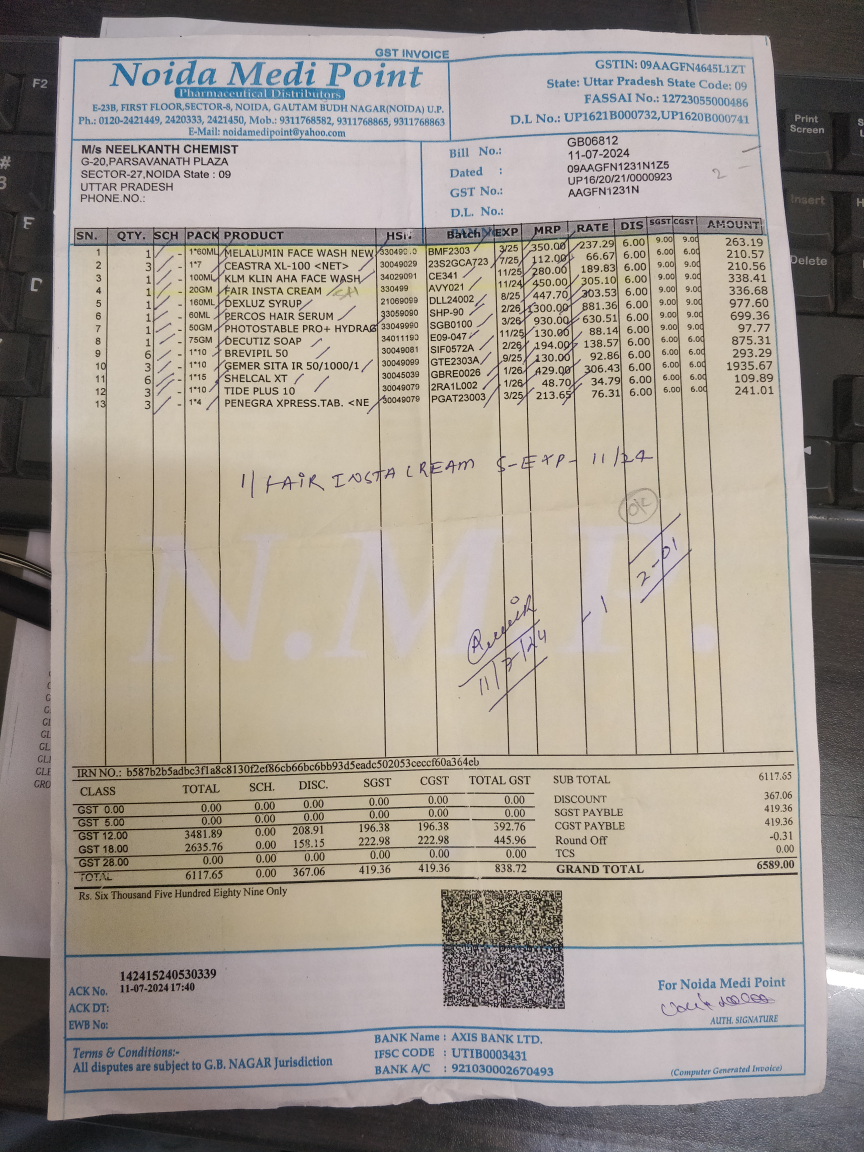 GST INVOICE
Noida Medi Point
Pharmaceutical Distributors
E-23B, FIRST FLOOR,SECTOR-8, NOIDA, GAUTAM BUDH NAGAR(NOIDA) U.P.
Ph.: 0120-2421449, 2420333, 2421450, Mob.: 9311768582, 9311768865, 9311768863
E-Mail: noidamedipoint@yahoo.com
GSTIN: 09AAGFN4645L1ZT
State: Uttar Pradesh State Code: 09
FASSAI No.: 12723055000486
D.L No.: UP1621B000732,UP1620B000741
M/s NEELKANTH CHEMIST
G-20,PARSAVANATH PLAZA
SECTOR-27,NOIDA State : 09
UTTAR PRADESH
PHONE.NO.:
Bill No.: GB06812
Dated : 11-07-2024
GST No.: 09AAGFN1231N1Z5
UP16/20/21/0000923
D.L. No.: AAGFN1231N
2 -
SN. QTY. SCH PACK PRODUCT HSN Batch EXP MRP RATE DIS SGST CGST AMOUNT
1 1 - 1*60ML MELALUMIN FACE WASH NEW BMF2303 3/25 350.00 237.29 6.00 9.00 9.00 263.19
2 3 - 1*7 CEASTRA XL-100 <NET> 30049029 23S2GCA723 7/25 112.00 66.67 6.00 210.57
3 1 - 100ML KLM KLIN AHA FACE WASH 34029091 CE341 11/25 280.00 189.83 6.00 9.00 9.00 210.56
4 1 - 20GM FAIR INSTA CREAM 330499 AVY021 11/24 450.00 305.10 6.00 9.00 9.00 338.41
5 1 - 160ML DEXLUZ SYRUP 21069099 DLL24002 8/25 447.70 303.53 6.00 9.00 9.00 336.68
6 1 - 60ML PERCOS HAIR SERUM 33059090 SHP-90 2/26 1300.00 881.36 6.00 9.00 9.00 977.60
7 1 - 50GM PHOTOSTABLE PRO+ HYDRAG 33049990 SGB0100 3/26 930.00 630.51 6.00 9.00 9.00 699.36
8 1 - 75GM DECUTIZ SOAP 34011190 E09-047 11/25 130.00 88.14 6.00 9.00 9.00 97.77
9 6 - 1*10 BREVIPIL 50 30049081 SIF0572A 2/26 194.00 138.57 6.00 6.00 6.00 875.31
10 3 - 1*10 GEMER SITA IR 50/1000/1 30049099 GTE2303A 9/25 130.00 92.86 6.00 6.00 6.00 293.29
11 6 - 1*15 SHELCAL XT 30045039 GBRE0026 1/26 429.00 306.43 6.00 6.00 6.00 1935.67
12 3 - 1*10 TIDE PLUS 10 30049079 2RA1L002 1/26 48.70 34.79 6.00 6.00 6.00 109.89
13 3 - 1*4 PENEGRA XPRESS.TAB. <NE 30049079 PGAT23003 3/25 213.65 76.31 6.00 6.00 6.00 241.01
1/ FAIR INSTA CREAM S-EXP- 11/24
N.M.P.
11/7/24
- 1
2-01
IRN NO.: b587b2b5adbc3f1a8c8130f2ef86cb66bc6bb93d5eadc502053ceccf60a364eb
CLASS TOTAL SCH. DISC. SGST CGST TOTAL GST
GST 0.00 0.00 0.00 0.00 0.00 0.00 0.00
GST 5.00 0.00 0.00 0.00 0.00 0.00 0.00
GST 12.00 3481.89 0.00 208.91 196.38 196.38 392.76
GST 18.00 2635.76 0.00 158.15 222.98 222.98 445.96
GST 28.00 0.00 0.00 0.00 0.00 0.00 0.00
TOTAL 6117.65 0.00 367.06 419.36 419.36 838.72
SUB TOTAL 6117.65
DISCOUNT 367.06
SGST PAYBLE 419.36
CGST PAYBLE 419.36
Round Off -0.31
TCS 0.00
GRAND TOTAL 6589.00
Rs. Six Thousand Five Hundred Eighty Nine Only
ACK No. 142415240530339
ACK DT: 11-07-2024 17:40
EWB No:
For Noida Medi Point
AUTH. SIGNATURE
Terms & Conditions:-
All disputes are subject to G.B. NAGAR Jurisdiction
BANK Name : AXIS BANK LTD.
IFSC CODE : UTIB0003431
BANK A/C : 921030002670493
(Computer Generated Invoice)
F2
Print Screen
Insert
Delete
F
D